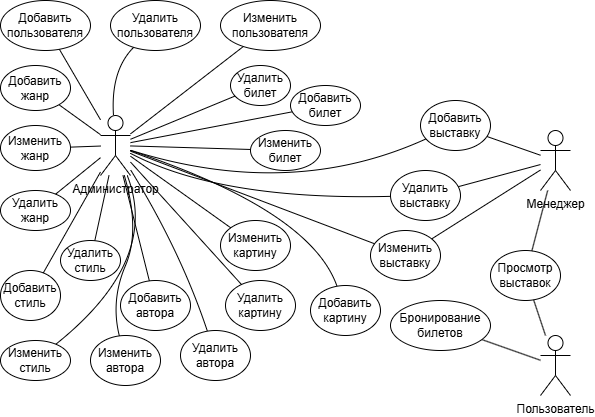 Добавить
пользователя
Удалить
пользователя
Изменить
пользователя
Добавить
жанр
Удалить
билет
Добавить
билет
Добавить
выставку
Изменить
жанр
Изменить
билет
Администратор
Удалить
выставку
Менеджер
Удалить
жанр
Изменить
картину
Изменить
выставку
Удалить
стиль
Просмотр
выставок
Добавить
стиль
Добавить
автора
Удалить
картину
Добавить
картину
Бронирование
билетов
Изменить
стиль
Изменить
автора
Удалить
автора
Пользователь